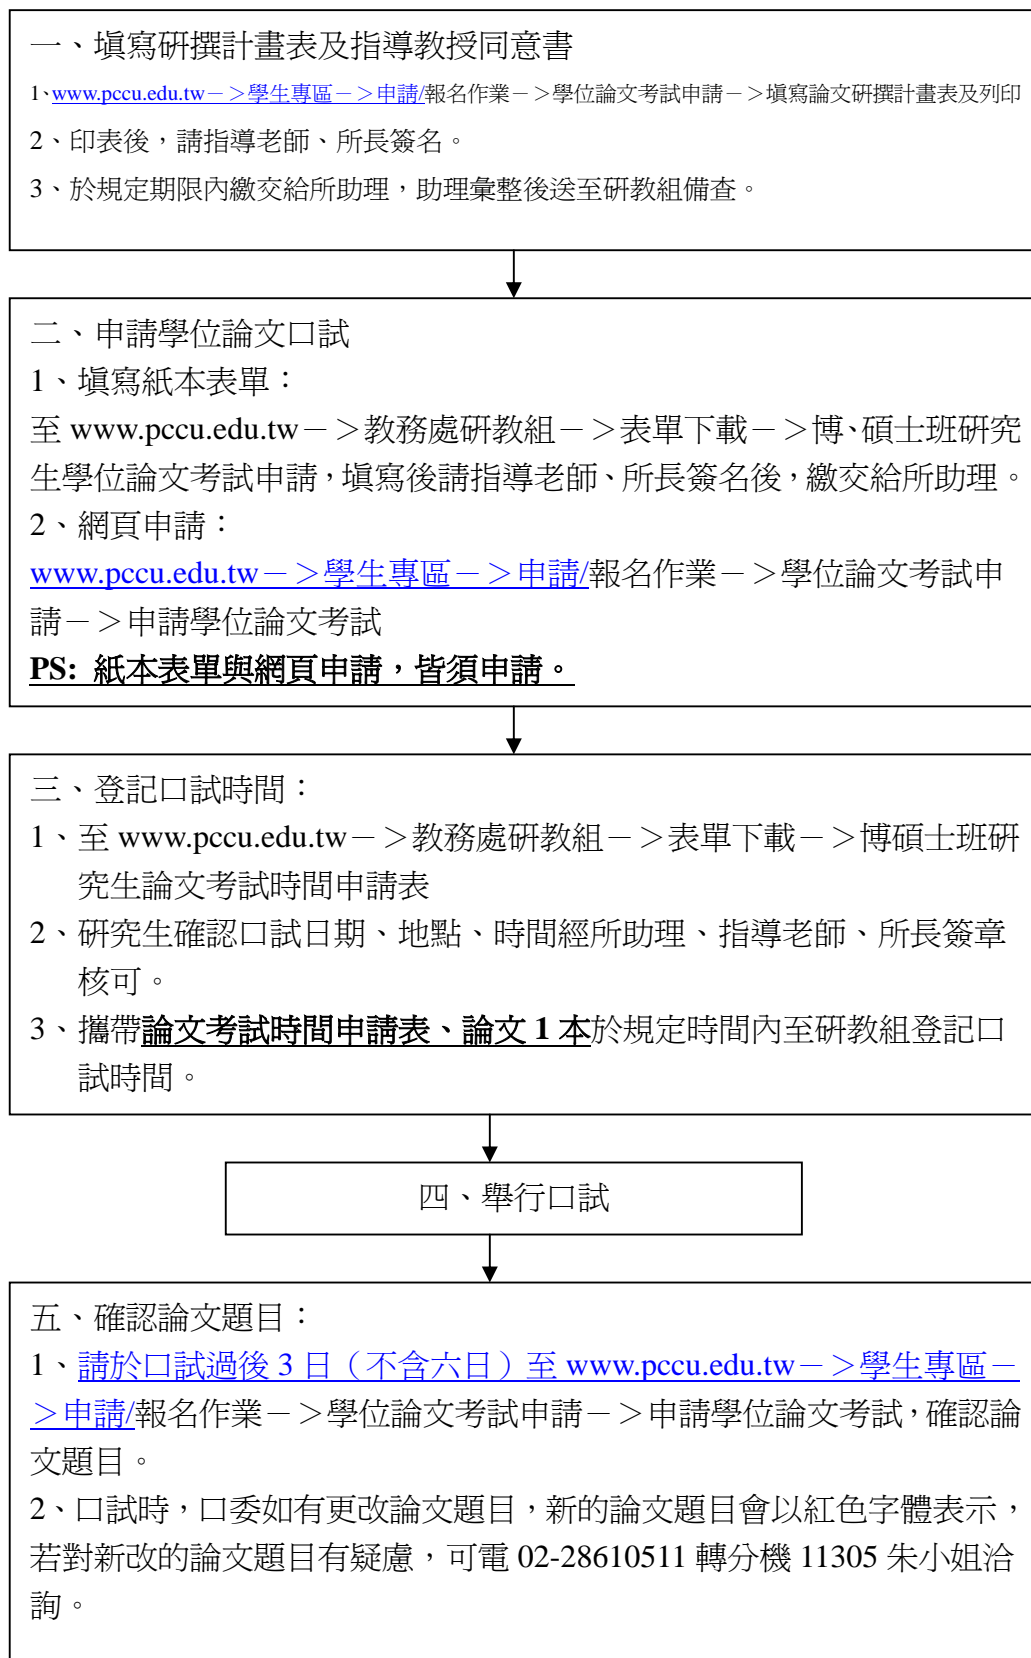 一、填寫研撰計畫表及指導教授同意書
1、www.pccu.edu.tw－＞學生專區－＞申請/報名作業－＞學位論文考試申請－＞填寫論文研撰計畫表及列印
2、印表後，請指導老師、所長簽名。
3、於規定期限內繳交給所助理，助理彙整後送至研教組備查。
二、申請學位論文口試
1、填寫紙本表單：
至 www.pccu.edu.tw－＞教務處研教組－＞表單下載－＞博、碩士班研究
生學位論文考試申請，填寫後請指導老師、所長簽名後，繳交給所助理。
2、網頁申請：
www.pccu.edu.tw－＞學生專區－＞申請/報名作業－＞學位論文考試申
請－＞申請學位論文考試
PS: 紙本表單與網頁申請，皆須申請。
三、登記口試時間：
1、至 www.pccu.edu.tw－＞教務處研教組－＞表單下載－＞博碩士班研
究生論文考試時間申請表
2、研究生確認口試日期、地點、時間經所助理、指導老師、所長簽章
核可。
3、攜帶論文考試時間申請表、論文 1 本於規定時間內至研教組登記口
試時間。
四、舉行口試
五、確認論文題目：
1、請於口試過後 3 日（不含六日）至 www.pccu.edu.tw－＞學生專區－
＞申請/報名作業－＞學位論文考試申請－＞申請學位論文考試，確認論
文題目。
2、口試時，口委如有更改論文題目，新的論文題目會以紅色字體表示，
若對新改的論文題目有疑慮，可電 02-28610511 轉分機 11305 朱小姐洽
詢。